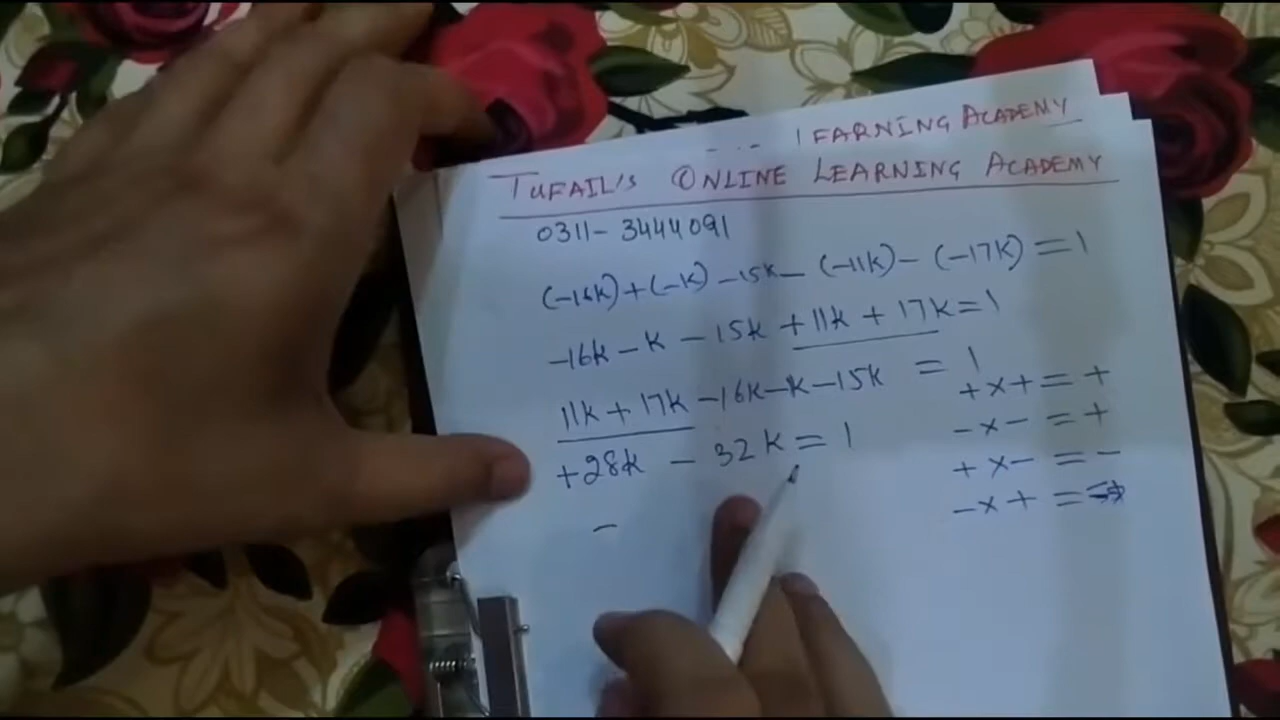 FARNING ACADEMY
TUFAIL'S ONLINE LEARNING ACADEMY
0311-3444091
(-16k)+(-k)-15k-(-11k)-(-17k)=1
-16k-k-15k+11k+17k=1
11k+17k-16k-k-15k=1
+28k-32k=1
-
+x+=+
-x-=+
+x-=-
-x+=